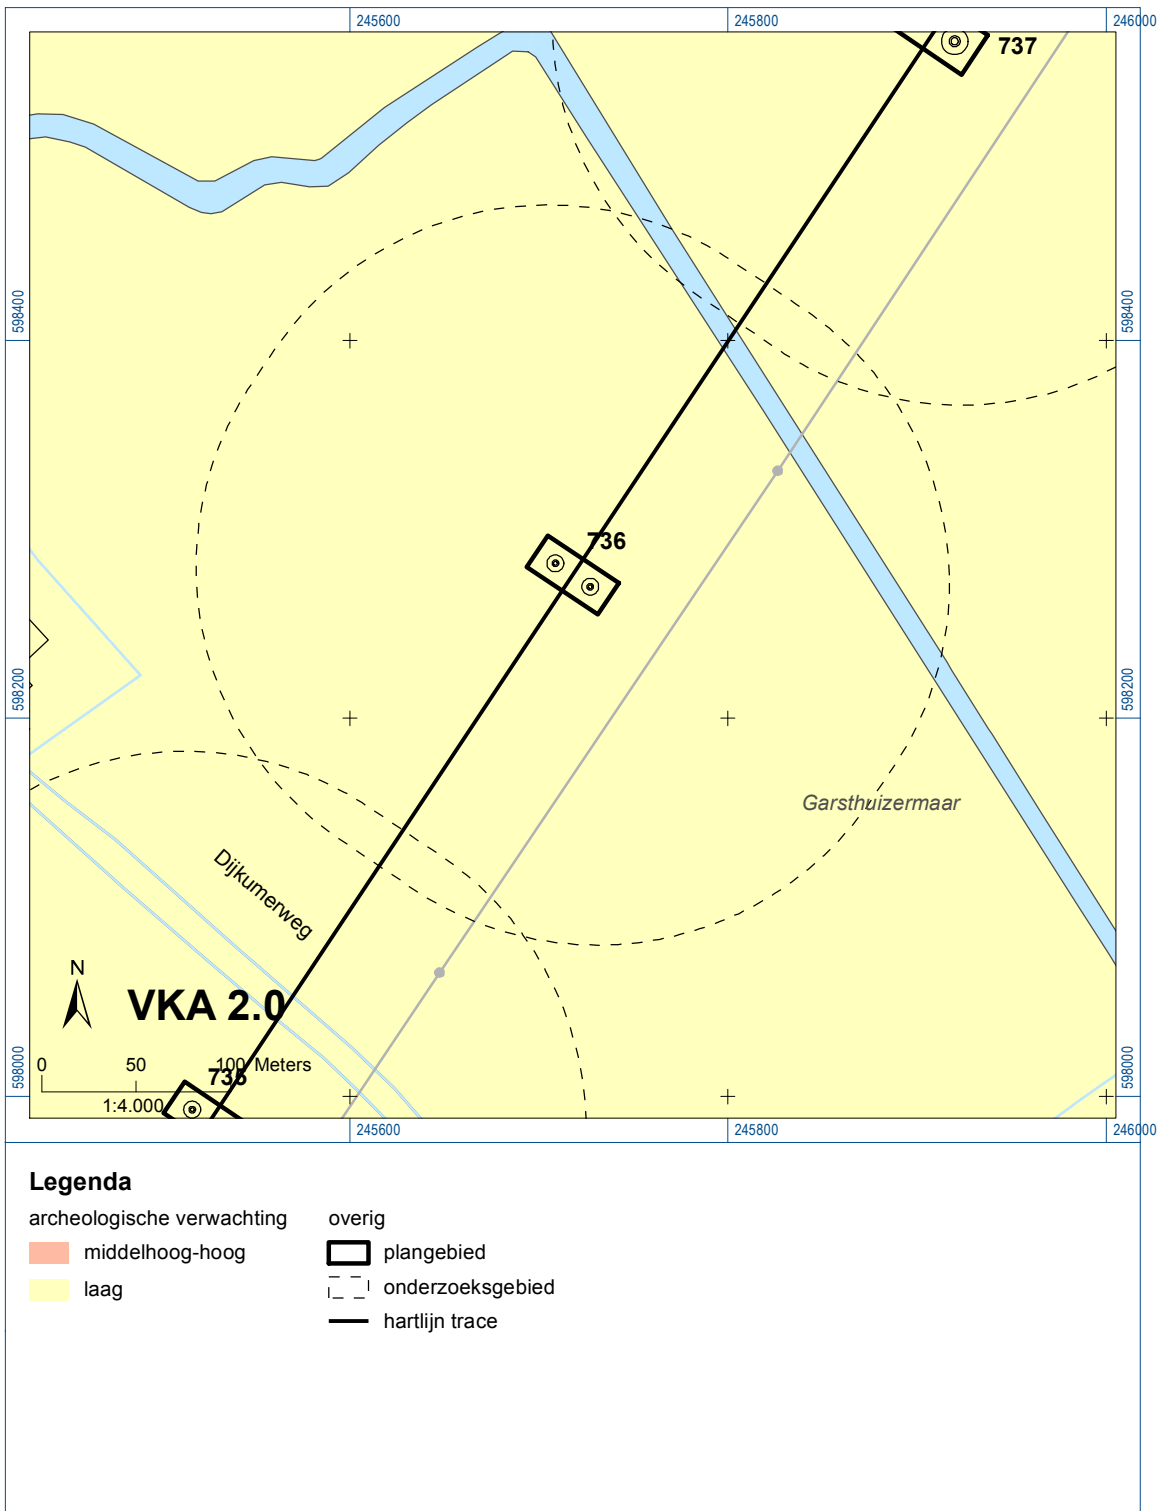 245600
245800
246000
737
598400
598400
736
598200
598200
Garsthuizermaar
Dijkumerweg
N
VKA 2.0
0 50 100 Meters
735
1:4.000
598000
598000
245600
245800
246000
Legenda
archeologische verwachting
middelhoog-hoog
laag
overig
plangebied
onderzoeksgebied
hartlijn trace